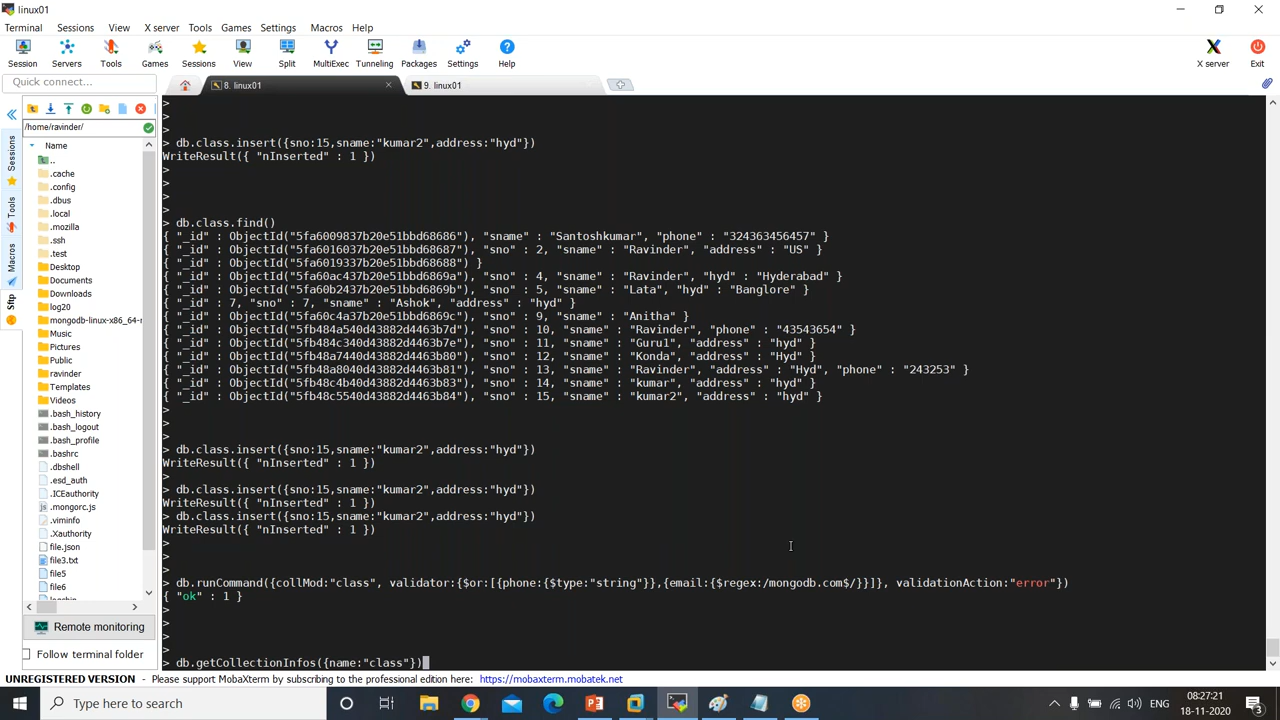 linux01
Terminal Sessions View X server Tools Games Settings Macros Help
Session Servers Tools Games Sessions View Split MultiExec Tunneling Packages Settings Help X server Exit
Quick connect...
8. linux01
9. linux01
/home/ravinder/
Name
..
.cache
.config
.dbus
.local
.mozilla
.ssh
.test
Desktop
Documents
Downloads
log20
mongodb-linux-x86_64-r
Music
Pictures
Public
ravinder
Templates
Videos
.bash_history
.bash_logout
.bash_profile
.bashrc
.dbshell
.esd_auth
.ICEauthority
.mongorc.js
.viminfo
.Xauthority
file.json
file3.txt
file5
file6
Sessions
Tools
Macros
Sftp
Remote monitoring
Follow terminal folder
>
>
>
> db.class.insert({sno:15,sname:"kumar2",address:"hyd"})
WriteResult({ "nInserted" : 1 })
>
>
>
>
> db.class.find()
{ "_id" : ObjectId("5fa6009837b20e51bbd68686"), "sname" : "Santoshkumar", "phone" : "324363456457" }
{ "_id" : ObjectId("5fa6016037b20e51bbd68687"), "sno" : 2, "sname" : "Ravinder", "address" : "US" }
{ "_id" : ObjectId("5fa6019337b20e51bbd68688") }
{ "_id" : ObjectId("5fa60ac437b20e51bbd6869a"), "sno" : 4, "sname" : "Ravinder", "hyd" : "Hyderabad" }
{ "_id" : ObjectId("5fa60b2437b20e51bbd6869b"), "sno" : 5, "sname" : "Lata", "hyd" : "Banglore" }
{ "_id" : 7, "sno" : 7, "sname" : "Ashok", "address" : "hyd" }
{ "_id" : ObjectId("5fa60c4a37b20e51bbd6869c"), "sno" : 9, "sname" : "Anitha" }
{ "_id" : ObjectId("5fb484a540d43882d4463b7d"), "sno" : 10, "sname" : "Ravinder", "phone" : "43543654" }
{ "_id" : ObjectId("5fb484c340d43882d4463b7e"), "sno" : 11, "sname" : "Guru1", "address" : "hyd" }
{ "_id" : ObjectId("5fb48a7440d43882d4463b80"), "sno" : 12, "sname" : "Konda", "address" : "Hyd" }
{ "_id" : ObjectId("5fb48a8040d43882d4463b81"), "sno" : 13, "sname" : "Ravinder", "address" : "Hyd", "phone" : "243253" }
{ "_id" : ObjectId("5fb48c4b40d43882d4463b83"), "sno" : 14, "sname" : "kumar", "address" : "hyd" }
{ "_id" : ObjectId("5fb48c5540d43882d4463b84"), "sno" : 15, "sname" : "kumar2", "address" : "hyd" }
>
>
>
> db.class.insert({sno:15,sname:"kumar2",address:"hyd"})
WriteResult({ "nInserted" : 1 })
>
> db.class.insert({sno:15,sname:"kumar2",address:"hyd"})
WriteResult({ "nInserted" : 1 })
> db.class.insert({sno:15,sname:"kumar2",address:"hyd"})
WriteResult({ "nInserted" : 1 })
>
>
>
> db.runCommand({collMod:"class", validator:{$or:[{phone:{$type:"string"}},{email:{$regex:/mongodb.com$/}}]}, validationAction:"error"})
{ "ok" : 1 }
>
>
>
>
> db.getCollectionInfos({name:"class"})
UNREGISTERED VERSION - Please support MobaXterm by subscribing to the professional edition here: https://mobaxterm.mobatek.net
Type here to search
ENG
08:27:21
18-11-2020
3